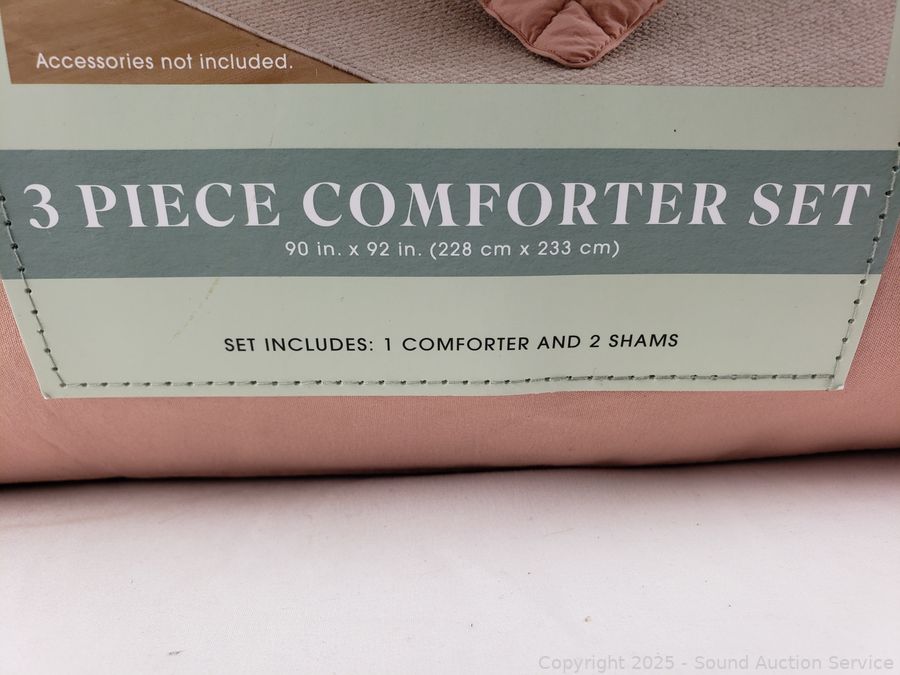 Accessories not included.
3 PIECE COMFORTER SET
90 in. x 92 in. (228 cm x 233 cm)
SET INCLUDES: 1 COMFORTER AND 2 SHAMS
Copyright 2025 - Sound Auction Service